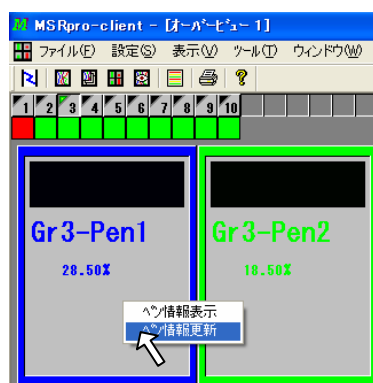 MSRpro-client - [ｵｰﾊﾞｰﾋﾞｭｰ 1]
ファイル(F) 設定(S) 表示(V) ツール(T) ウィンドウ(W)
1 2 3 4 5 6 7 8 9 10
Gr3-Pen1 Gr3-Pen2
28.50% 18.50%
ﾍﾟﾝ情報表示
ﾍﾟﾝ情報更新